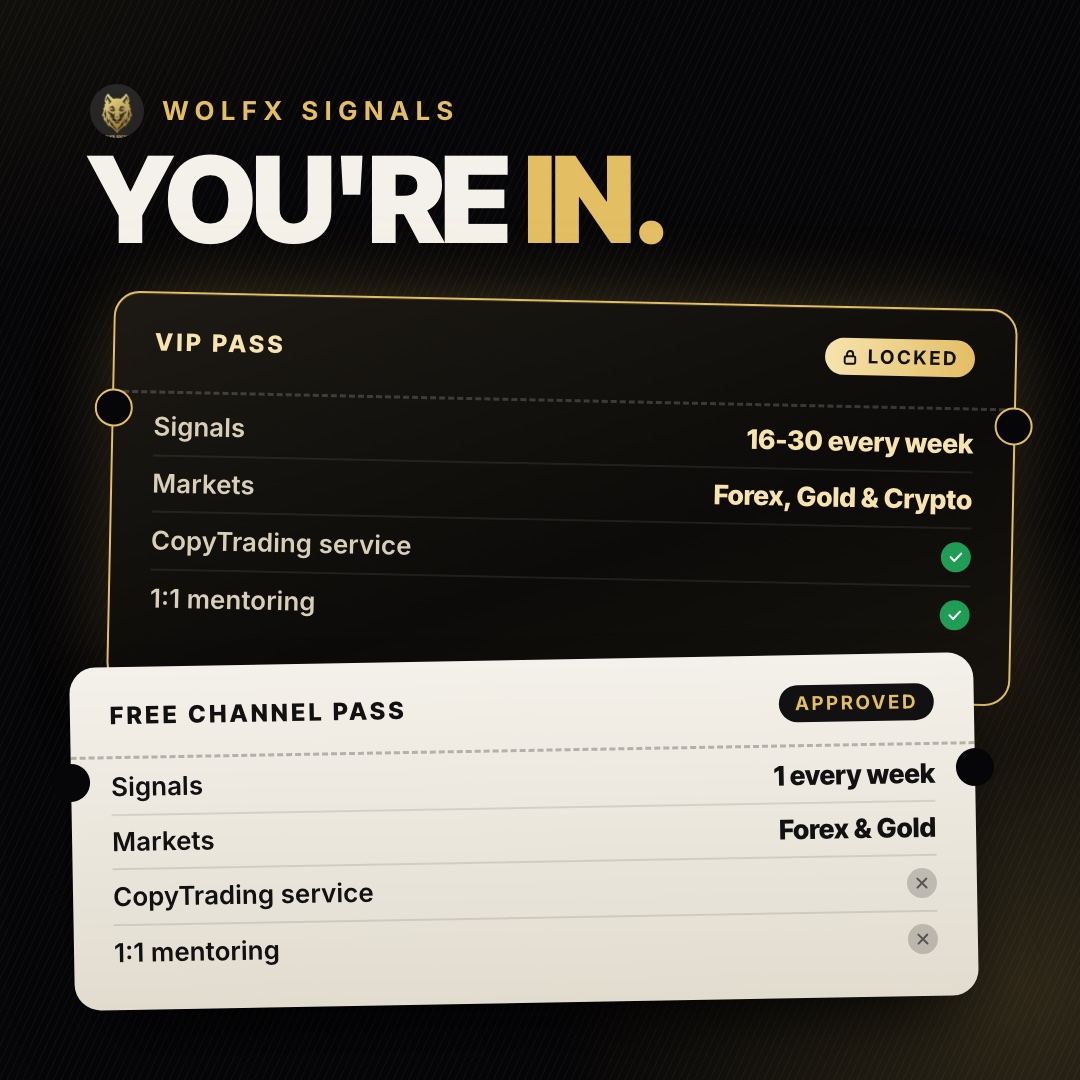 WOLFX SIGNALS
YOU'RE IN.
VIP PASS
LOCKED
Signals
16-30 every week
Markets
Forex, Gold & Crypto
CopyTrading service
1:1 mentoring
FREE CHANNEL PASS
APPROVED
Signals
1 every week
Markets
Forex & Gold
CopyTrading service
1:1 mentoring